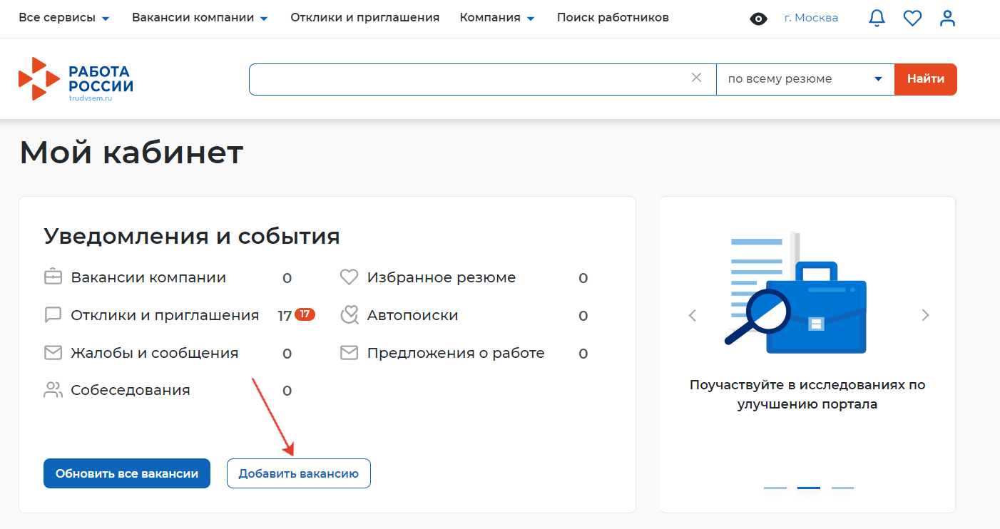 Все сервисы Вакансии компании Отклики и приглашения Компания Поиск работников г. Москва
РАБОТА
РОССИИ
trudvsem.ru
по всему резюме Найти
Мой кабинет
Уведомления и события
Вакансии компании 0 Избранное резюме 0
Отклики и приглашения 17 17 Автопоиски 0
Жалобы и сообщения 0 Предложения о работе 0
Собеседования 0
Обновить все вакансии Добавить вакансию
Поучаствуйте в исследованиях по
улучшению портала